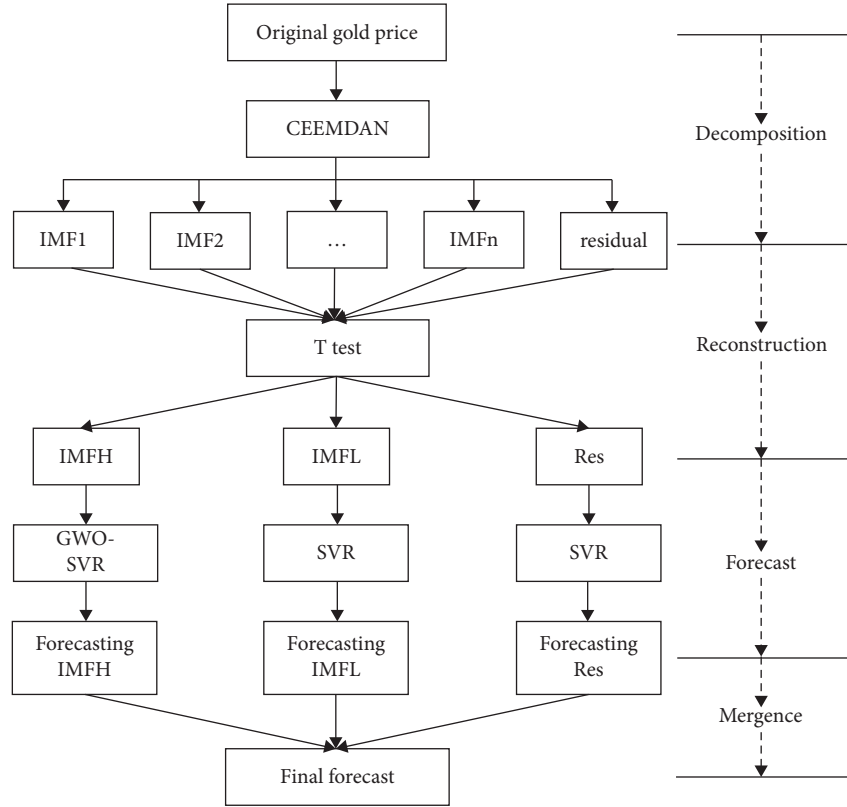 Original gold price
CEEMDAN
Decomposition
IMF1
IMF2
...
IMFn
residual
T test
Reconstruction
IMFH
IMFL
Res
GWO-
SVR
SVR
SVR
Forecast
Forecasting
IMFH
Forecasting
IMFL
Forecasting
Res
Mergence
Final forecast